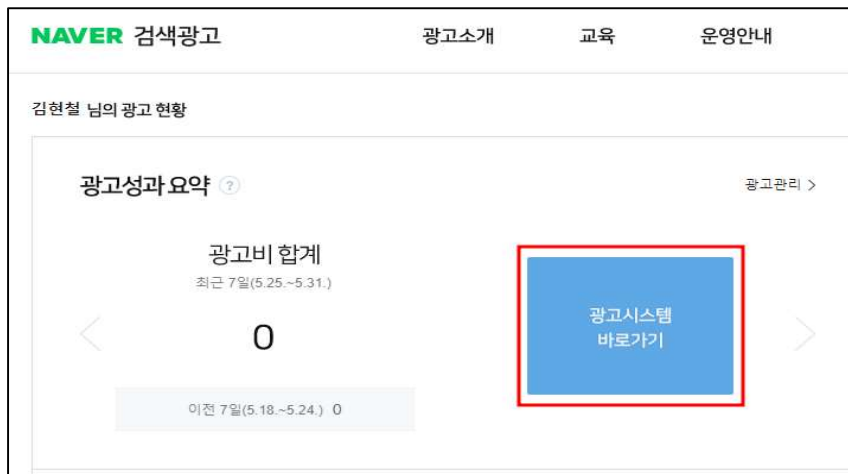 NAVER 검색광고 광고소개 교육 운영안내
김현철 님의 광고 현황
광고성과 요약 ? 광고관리 >
광고비 합계
최근 7일(5.25.~5.31.)
0
광고시스템
바로가기
이전 7일(5.18.~5.24.) 0